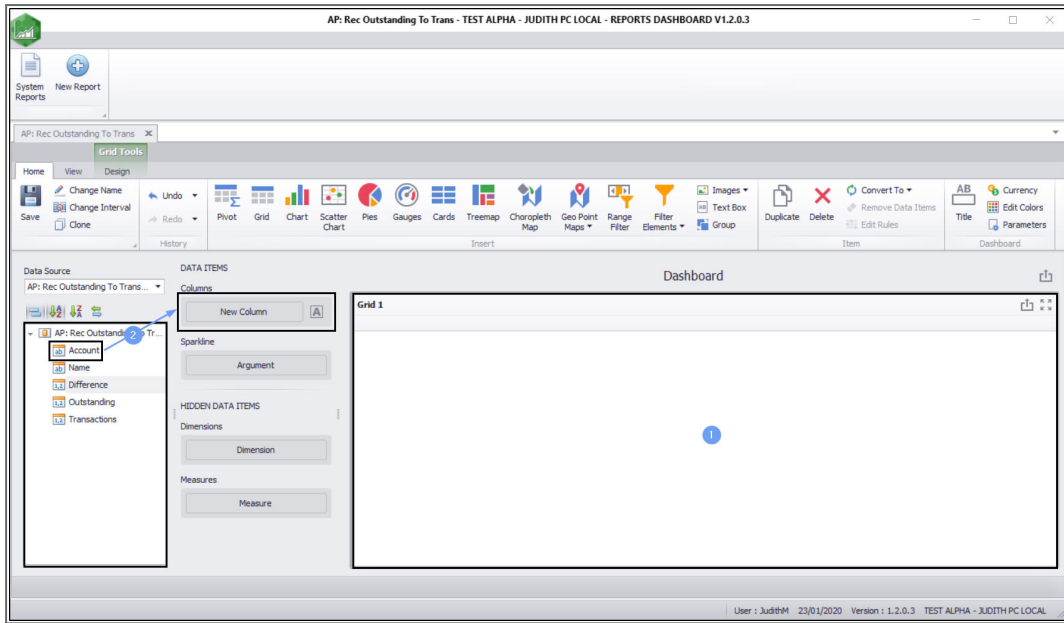 AP: Rec Outstanding To Trans - TEST ALPHA - JUDITH PC LOCAL - REPORTS DASHBOARD V1.2.0.3
System Reports
New Report
AP: Rec Outstanding To Trans
Grid Tools
Home View Design
Save
Change Name
Change Interval
Clone
Undo
Redo
History
Pivot
Grid
Chart
Scatter Chart
Pies
Gauges
Cards
Treemap
Choropleth Map
Geo Point Maps
Range Filter
Filter Elements
Images
Text Box
Group
Insert
Duplicate
Delete
Convert To
Remove Data Items
Edit Rules
Item
AB
Title
Currency
Edit Colors
Parameters
Dashboard
Data Source
AP: Rec Outstanding To Trans...
AP: Rec Outstanding To Tr...
Account
Name
Difference
Outstanding
Transactions
2
DATA ITEMS
Columns
New Column
A
Sparkline
Argument
HIDDEN DATA ITEMS
Dimensions
Dimension
Measures
Measure
Dashboard
Grid 1
1
User : JudithM 23/01/2020 Version : 1.2.0.3 TEST ALPHA - JUDITH PC LOCAL